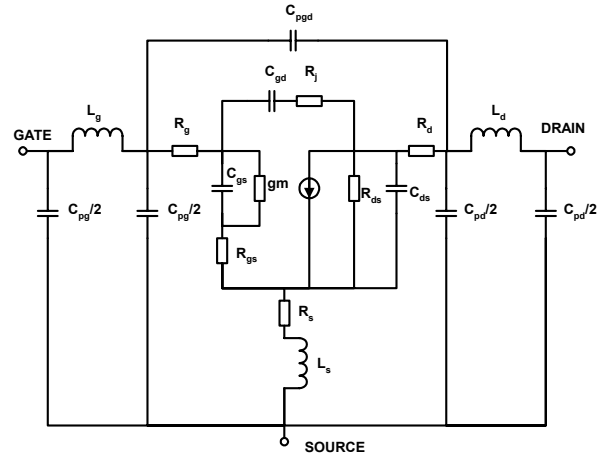 Cpgd
Cgd Rj
Lg Ld
GATE Rg Rd DRAIN
Cgs gm Rds Cds
Cpg/2 Cpg/2 Cpd/2 Cpd/2
Rgs
Rs
Ls
SOURCE